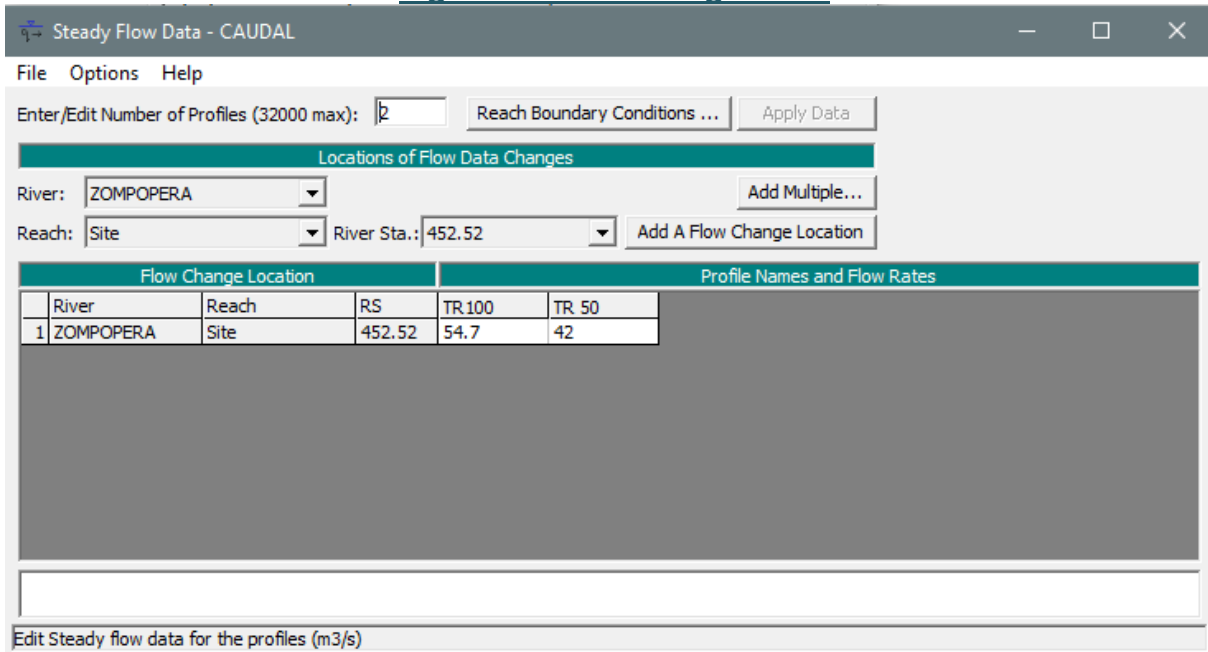 Steady Flow Data - CAUDAL
File Options Help
Enter/Edit Number of Profiles (32000 max): 2 Reach Boundary Conditions ... Apply Data
Locations of Flow Data Changes
River: ZOMPOPERA Add Multiple...
Reach: Site River Sta.: 452.52 Add A Flow Change Location
Flow Change Location Profile Names and Flow Rates
River Reach RS TR100 TR 50
1 ZOMPOPERA Site 452.52 54.7 42
Edit Steady flow data for the profiles (m3/s)